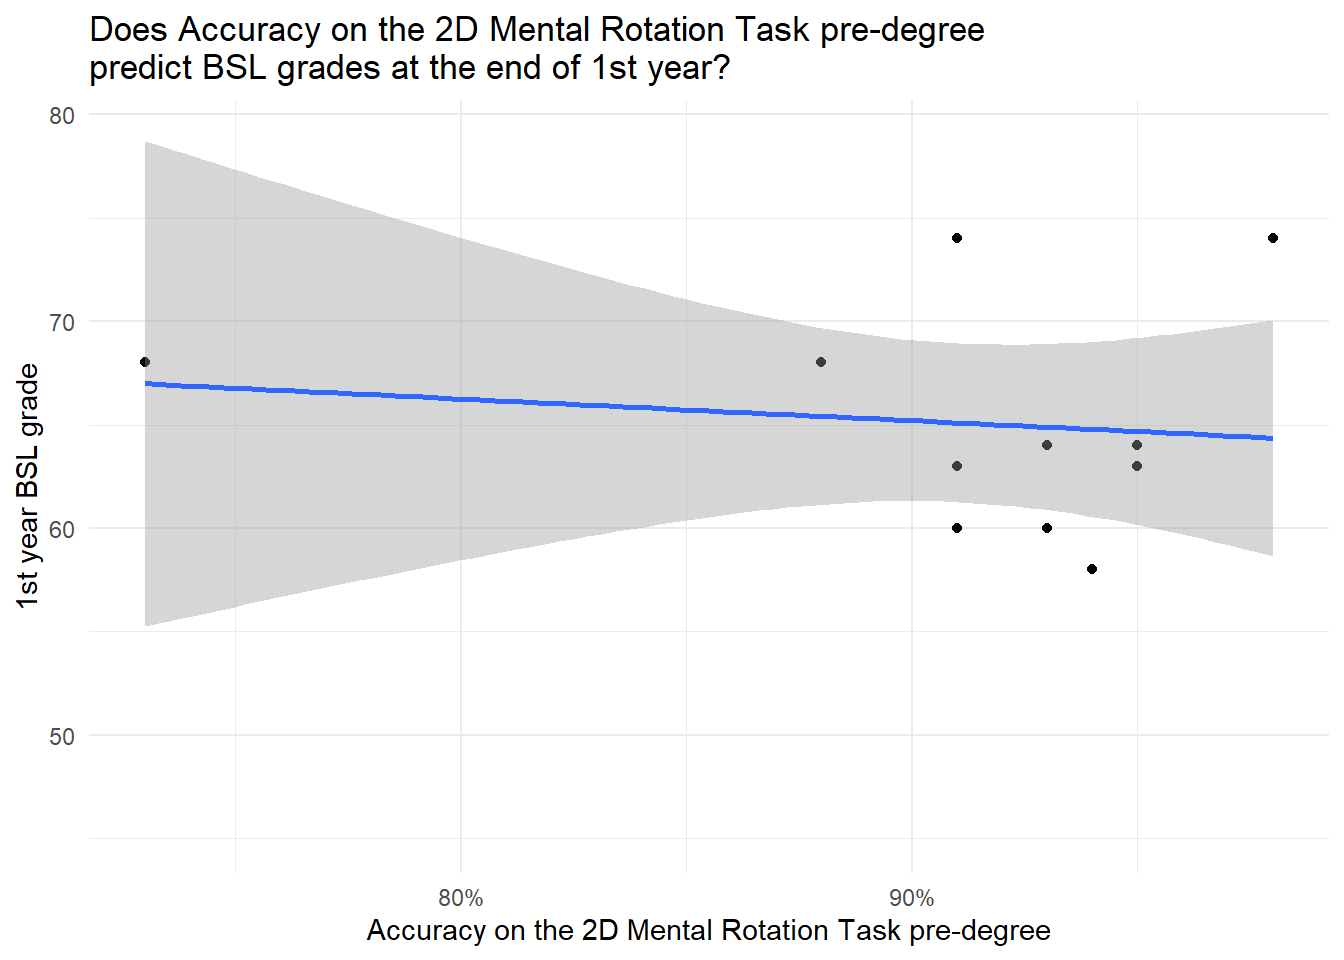 Does Accuracy on the 2D Mental Rotation Task pre-degree
predict BSL grades at the end of 1st year?
80
70
60
50
1st year BSL grade
80%
90%
Accuracy on the 2D Mental Rotation Task pre-degree